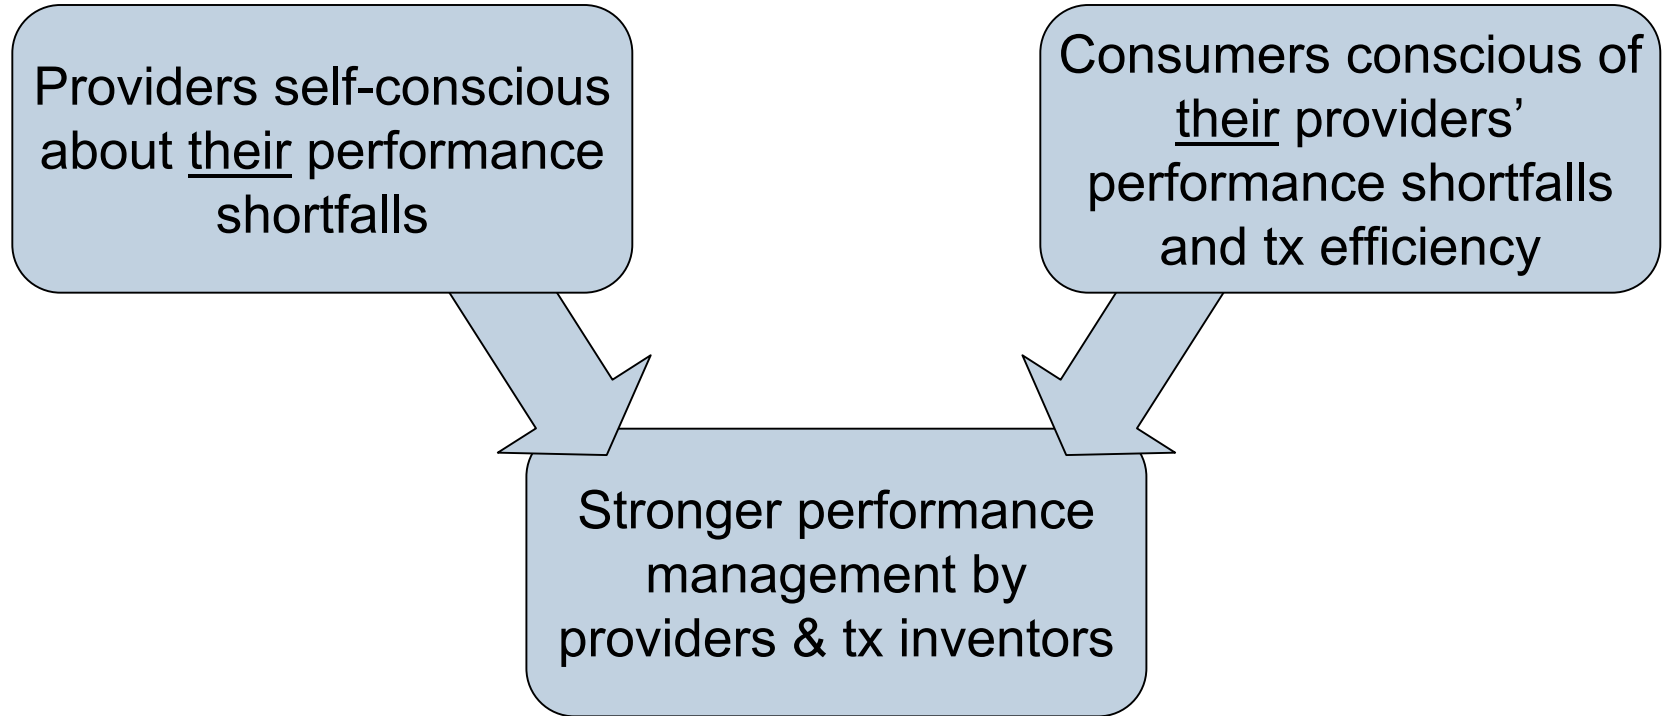 Providers self-conscious
about their performance
shortfalls
Consumers conscious of
their providers’
performance shortfalls
and tx efficiency
Stronger performance
management by
providers & tx inventors